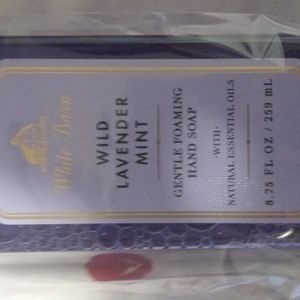 White Barn
WILD
LAVENDER
MINT
GENTLE FOAMING
HAND SOAP
·WITH·
NATURAL ESSENTIAL OILS
8.75 FL OZ / 259 mL